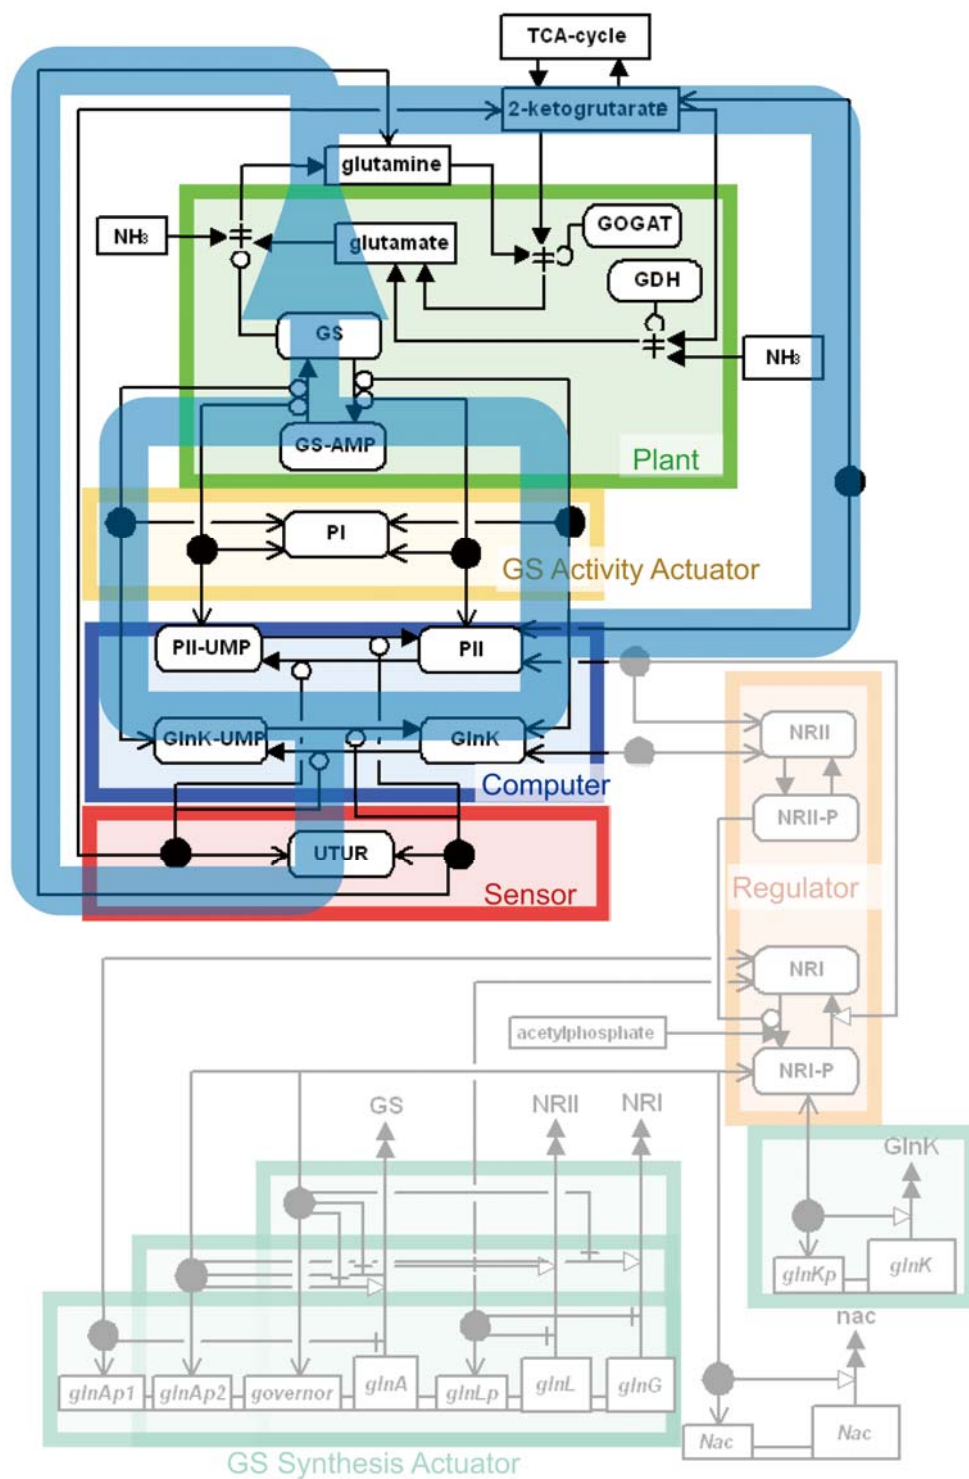 TCA-cycle
2-ketogrutarate
glutamine
GOGAT
NH₃
glutamate
GDH
GS
NH₃
GS-AMP
Plant
PI
GS Activity Actuator
PII-UMP
PII
GlnK-UMP
GlnK
NRII
Computer
NRII-P
UTUR
Sensor
Regulator
NRI
acetylphosphate
NRI-P
GS
NRII
NRI
GlnK
glnKp
glnK
nac
glnAp1
glnAp2
governor
glnA
glnLp
glnL
glnG
Nac
Nac
GS Synthesis Actuator